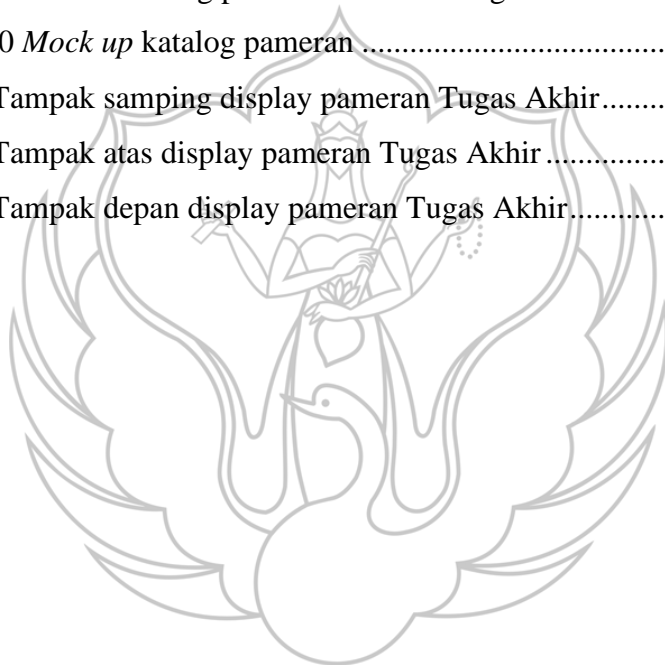 0 Mock up katalog pameran ....................................
Tampak samping display pameran Tugas Akhir........
Tampak atas display pameran Tugas Akhir...............
Tampak depan display pameran Tugas Akhir............